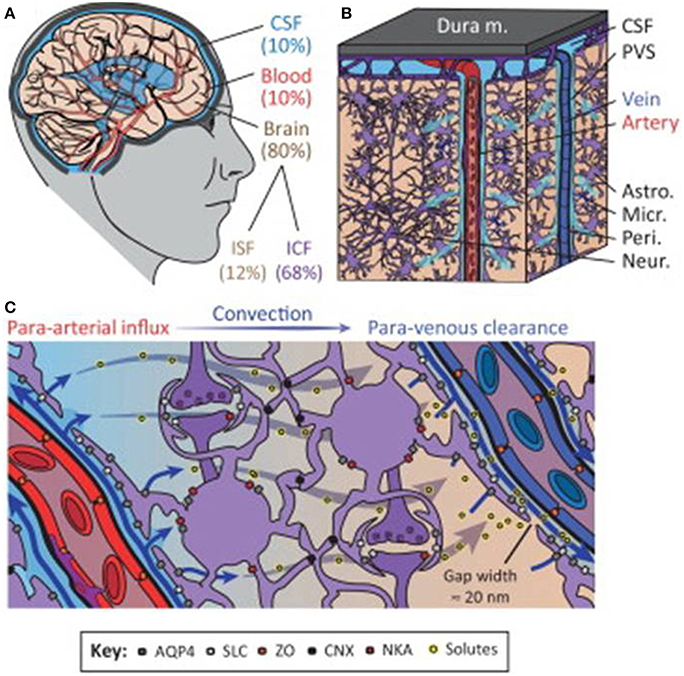 A
CSF
(10%)
Blood
(10%)
Brain
(80%)
ISF
(12%)
ICF
(68%)
B
Dura m.
CSF
PVS
Vein
Artery
Astro.
Micr.
Peri.
Neur.
C
Para-arterial influx
Convection
Para-venous clearance
Gap width
≈ 20 nm
Key: AQP4 SLC ZO CNX NKA Solutes